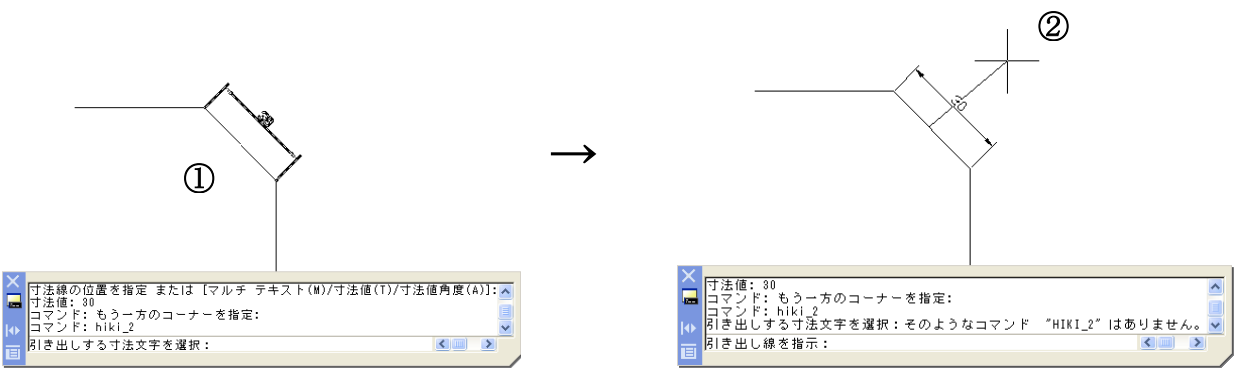 ①
寸法線の位置を指定 または [マルチ テキスト(M)/寸法値(T)/寸法値角度(A)]:
寸法値: 30
コマンド: もう一方のコーナーを指定:
コマンド: hiki_2
引き出しする寸法文字を選択:
→
②
30
寸法値: 30
コマンド: もう一方のコーナーを指定:
コマンド: hiki_2
引き出しする寸法文字を選択:そのようなコマンド "HIKI_2" はありません。
引き出し線を指示: